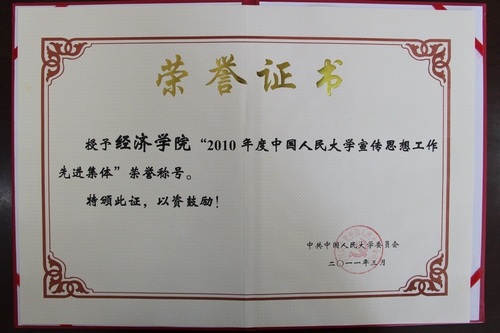 荣誉证书
授予经济学院“2010年度中国人民大学宣传思想工作
先进集体”荣誉称号。
特颁此证，以资鼓励！
中共中国人民大学委员会
二〇一一年三月